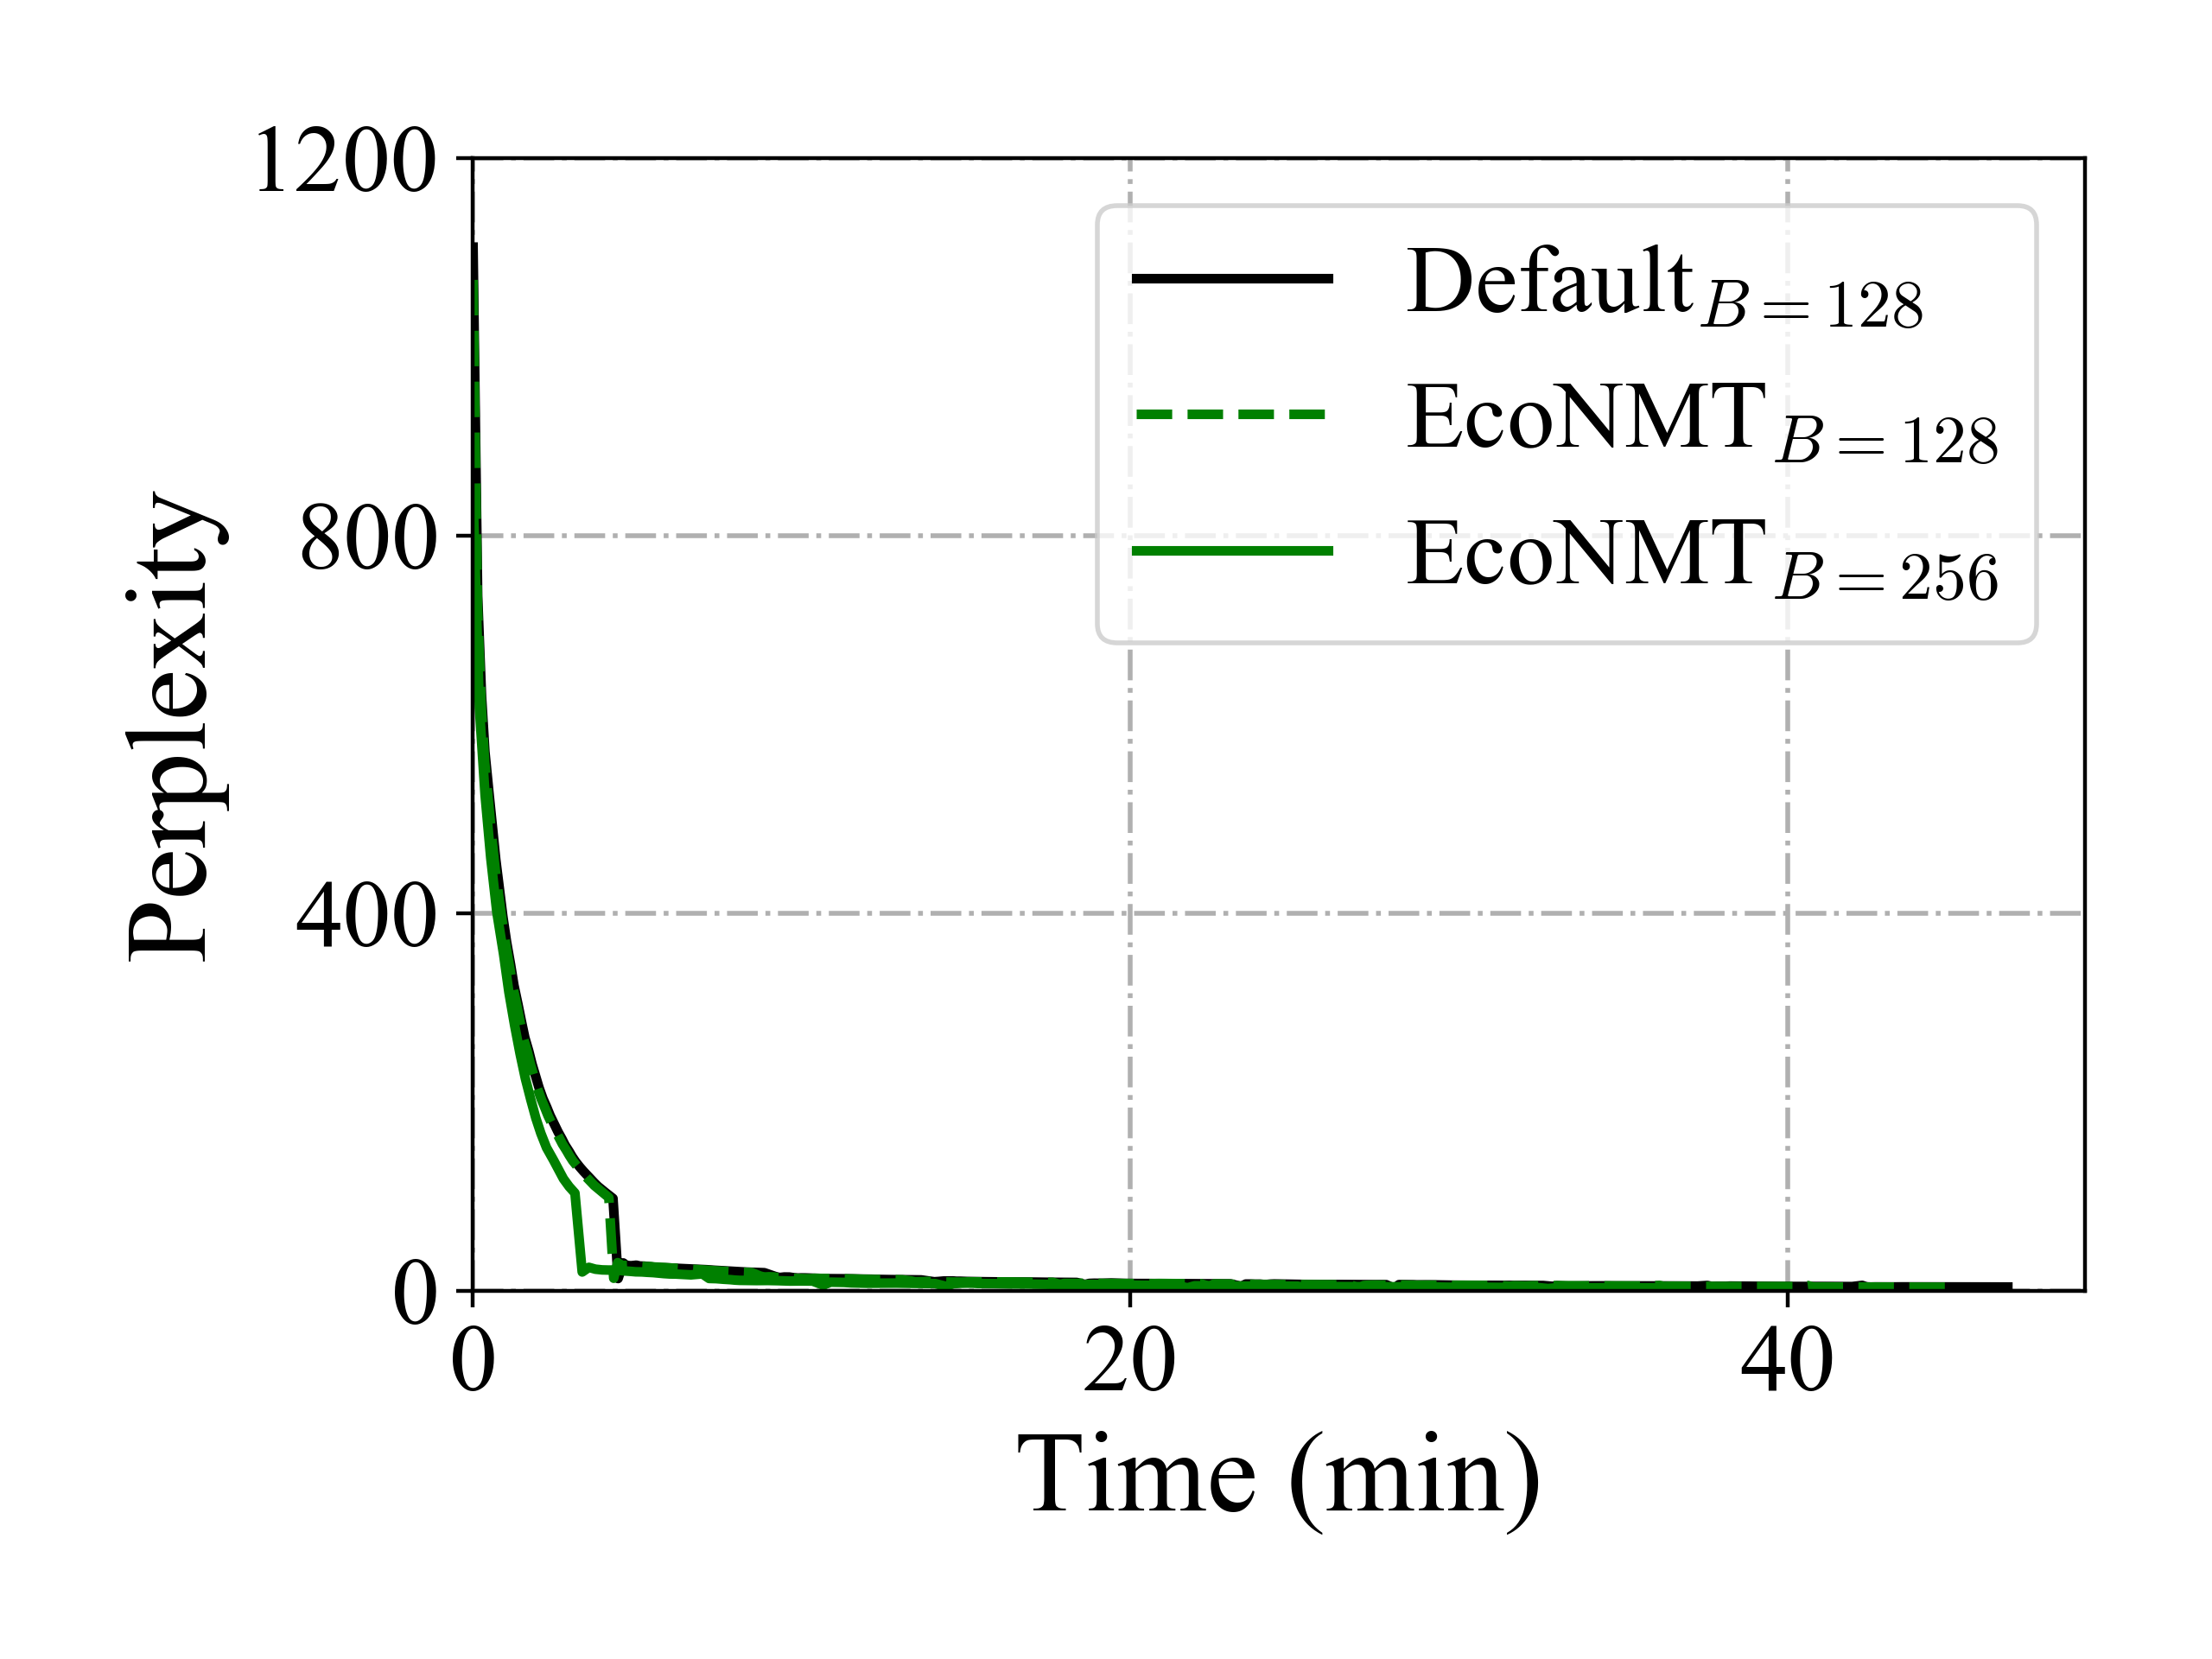 1200
800
400
0
Perplexity
Default B = 128
EcoNMT B = 128
EcoNMT B = 256
0 20 40
Time (min)